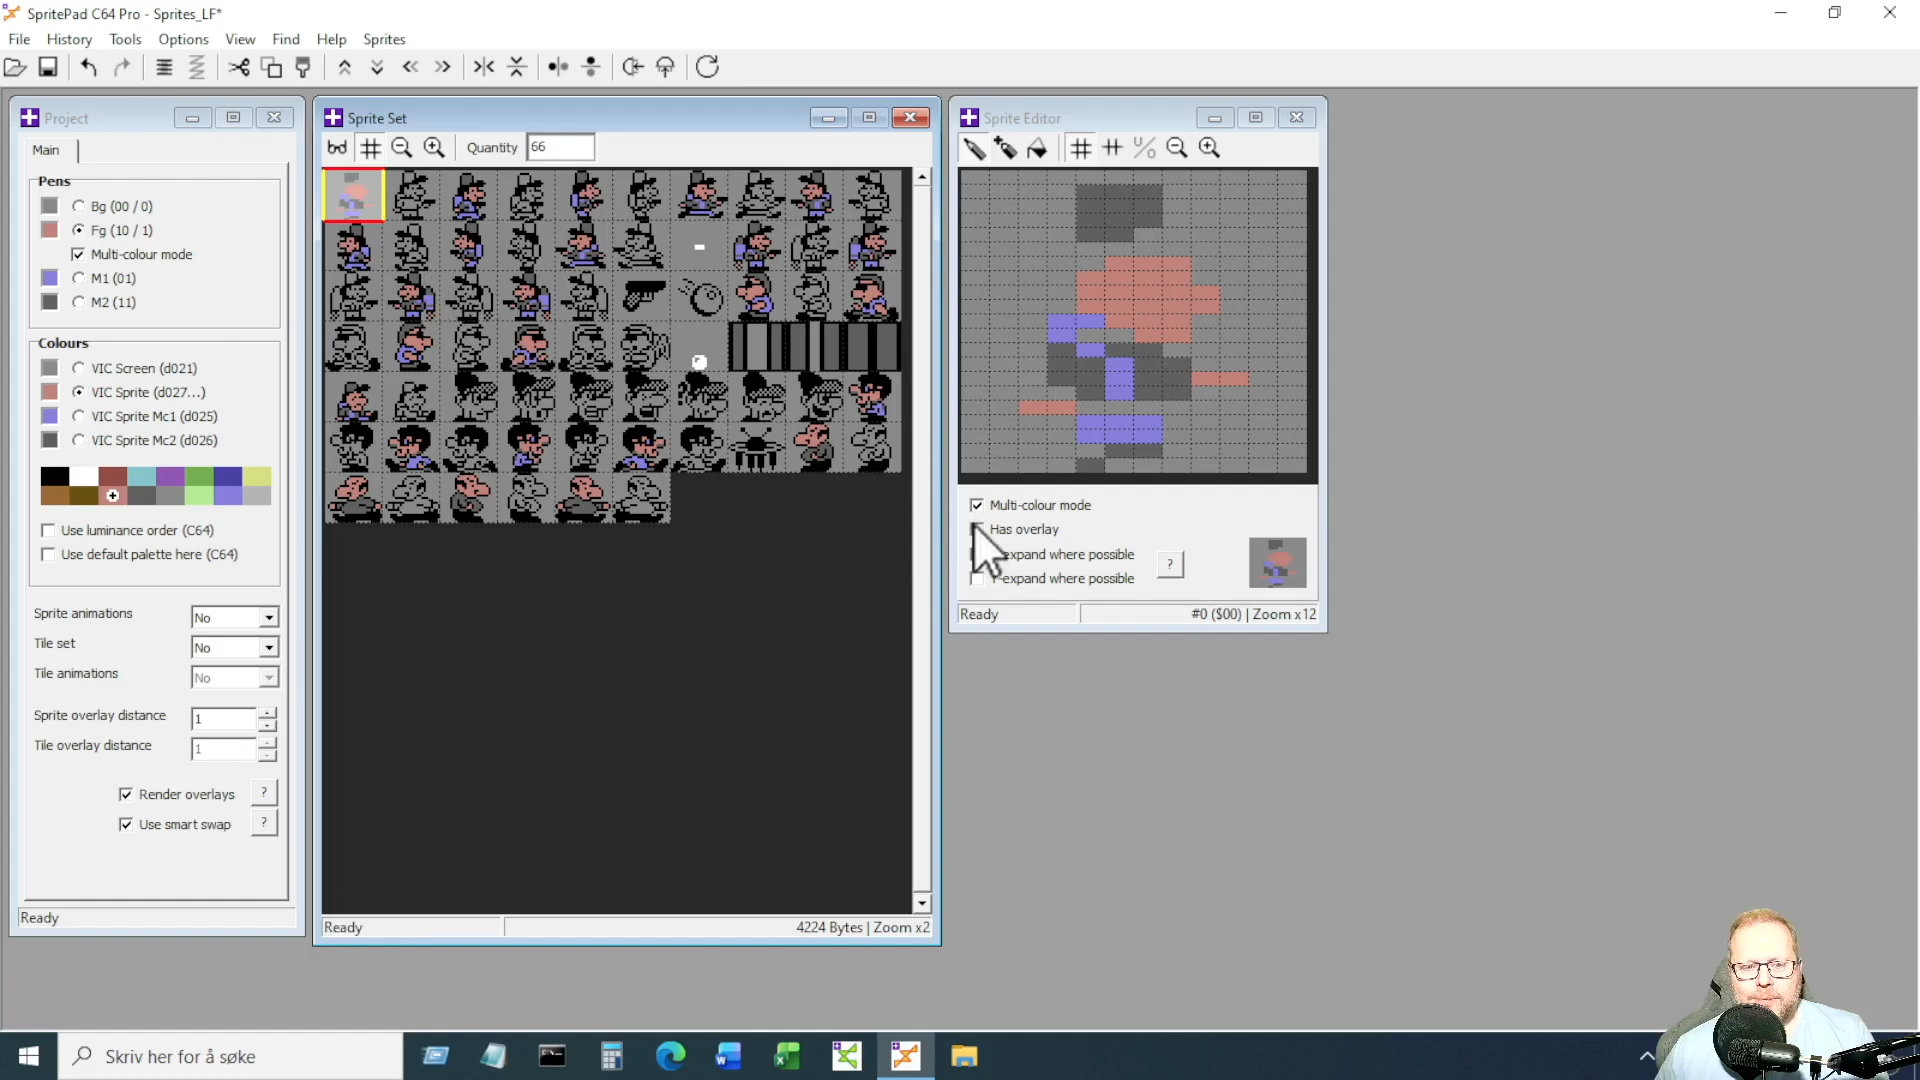 SpritePad C64 Pro - Sprites_LF*
File History Tools Options View Find Help Sprites
Project
Main
Pens
Bg (00 / 0)
Fg (10 / 1)
Multi-colour mode
M1 (01)
M2 (11)
Colours
VIC Screen (d021)
VIC Sprite (d027...)
VIC Sprite Mc1 (d025)
VIC Sprite Mc2 (d026)
Use luminance order (C64)
Use default palette here (C64)
Sprite animations No
Tile set No
Tile animations No
Sprite overlay distance 1
Tile overlay distance 1
Render overlays ?
Use smart swap ?
Ready
Sprite Set
Quantity 66
Ready 4224 Bytes | Zoom x2
Sprite Editor
Multi-colour mode
Has overlay
expand where possible ?
expand where possible
Ready #0 ($00) | Zoom x12
Skriv her for å søke